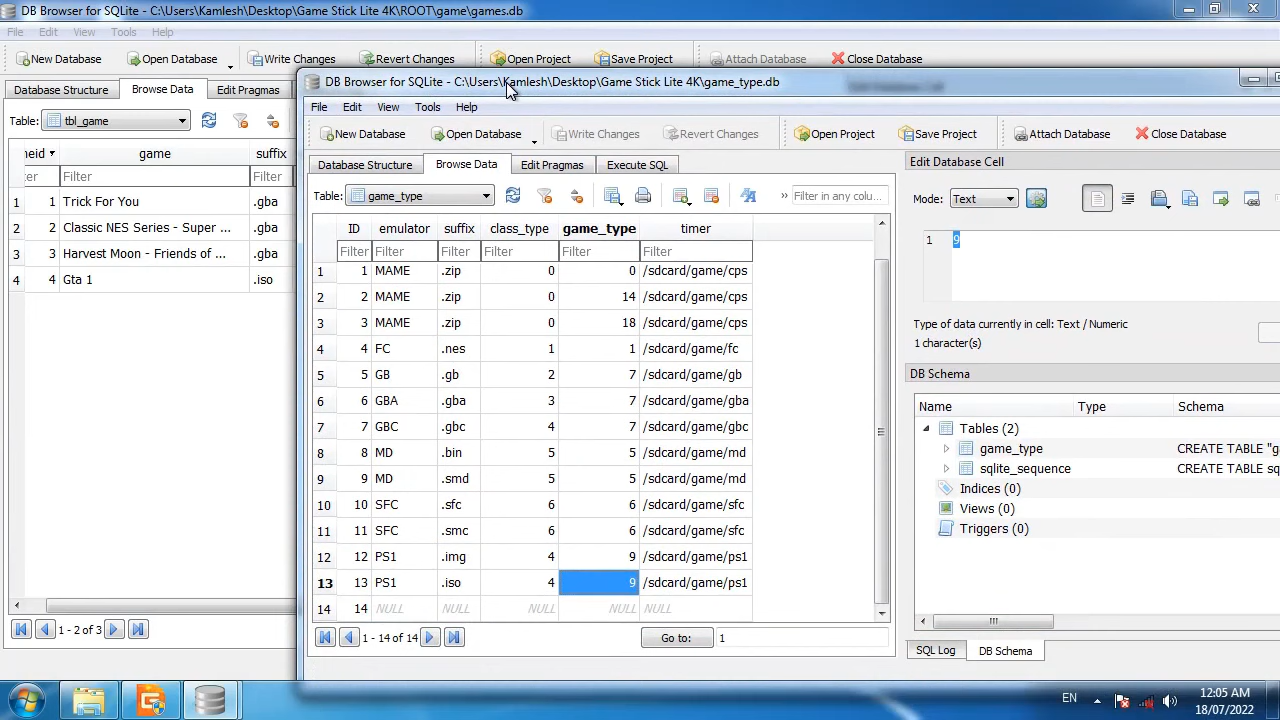 DB Browser for SQLite - C:\Users\Kamlesh\Desktop\Game Stick Lite 4K\ROOT\game\games.db
File Edit View Tools Help
New Database Open Database Write Changes Revert Changes Open Project Save Project Attach Database Close Database
Database Structure Browse Data Edit Pragmas
Table: tbl_game
eid game suffix
Filter Filter
1 1 Trick For You .gba
2 2 Classic NES Series - Super ... .gba
3 3 Harvest Moon - Friends of ... .gba
4 4 Gta 1 .iso
1 - 2 of 3
DB Browser for SQLite - C:\Users\Kamlesh\Desktop\Game Stick Lite 4K\game_type.db
File Edit View Tools Help
New Database Open Database Write Changes Revert Changes Open Project Save Project Attach Database Close Database
Database Structure Browse Data Edit Pragmas Execute SQL
Table: game_type » Filter in any colu...
ID emulator suffix class_type game_type timer
Filter Filter Filter Filter Filter Filter
1 1 MAME .zip 0 0 /sdcard/game/cps
2 2 MAME .zip 0 14 /sdcard/game/cps
3 3 MAME .zip 0 18 /sdcard/game/cps
4 4 FC .nes 1 1 /sdcard/game/fc
5 5 GB .gb 2 7 /sdcard/game/gb
6 6 GBA .gba 3 7 /sdcard/game/gba
7 7 GBC .gbc 4 7 /sdcard/game/gbc
8 8 MD .bin 5 5 /sdcard/game/md
9 9 MD .smd 5 5 /sdcard/game/md
10 10 SFC .sfc 6 6 /sdcard/game/sfc
11 11 SFC .smc 6 6 /sdcard/game/sfc
12 12 PS1 .img 4 9 /sdcard/game/ps1
13 13 PS1 .iso 4 9 /sdcard/game/ps1
14 14 NULL NULL NULL NULL NULL
1 - 14 of 14 Go to: 1
Edit Database Cell
Mode: Text
1 9
Type of data currently in cell: Text / Numeric
1 character(s)
DB Schema
Name Type Schema
Tables (2)
game_type CREATE TABLE "g
sqlite_sequence CREATE TABLE sq
Indices (0)
Views (0)
Triggers (0)
SQL Log DB Schema
EN
12:05 AM
18/07/2022